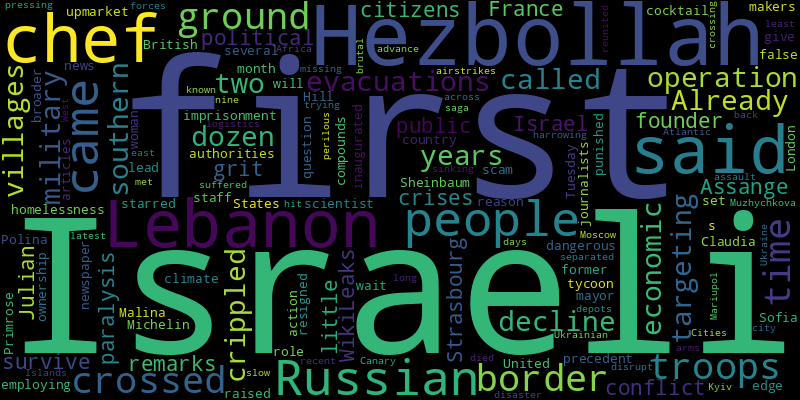 pressing forces
upmarket
chef
ground
citizens
France
Hezbollah
cocktail
makers
British
political
several
Africa
advance
least
give
crossing
reunited
news
month
two
evacuations
missing
brutal
airstrikes
called
operation
false
villages
broader
military
came
southern
known
nine
will
Hill
trying
across
saga
first
Already
imprisonment
compounds
public
Israel
founder
West
articles
woman
dozen
logistics
question
perilous
country
harrowing
inaugurated
Tuesday
journalists
punished
said
Atlantic
back
London
east
met
lead
authorities
grit
years
crises
Sheinbaum
scam
sinking
reason
assault
Assange
suffered
staff
starred
States
hit
scientist
homelessness
Lebanon
people
set
Muzhychkova
Polina
ownership
newspaper
latest
Israeli
days
Moscow
separated
dangerous
economic
targeting
s
Claudia
time
Ukraine
Julian
climate
crippled
action
resigned
wait
WikiLeaks
long
Strasbourg
former
tycoon
mayor
Mariupol
Sofia
Primrose
paralysis
Malina
Michelin
role
little
decline
depots
Ukrainian
Cities
city
survive
remarks
slow
recent
United
precedent
disrupt
arms
edge
Islands
employing
crossed
raised
Russian
Canary
died
disaster
border
conflict
troops
Kyiv